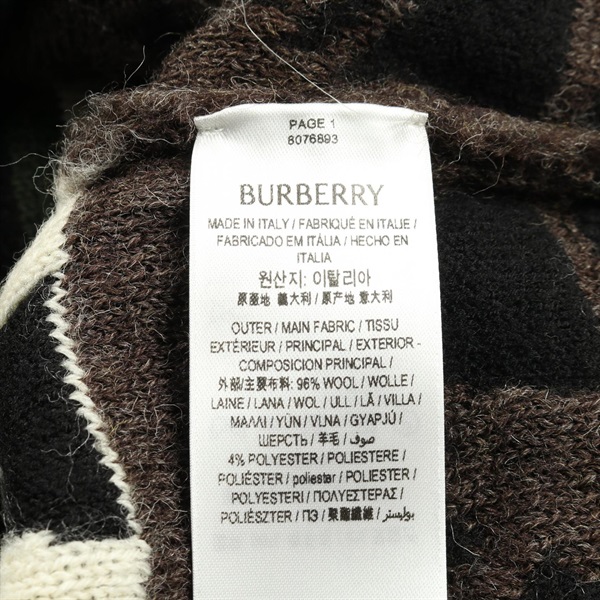 PAGE 1
8076893
BURBERRY
MADE IN ITALY / FABRIQUÉ EN ITALIE /
FABRICADO EM ITÁLIA / HECHO EN
ITALIA
원산지: 이탈리아
原産地 義大利 / 原产地 意大利
OUTER / MAIN FABRIC / TISSU
EXTÉRIEUR / PRINCIPAL / EXTERIOR -
COMPOSICION PRINCIPAL /
外部/主要布料: 96% WOOL / WOLLE /
LAINE / LANA / WOL / ULL / LÃ / VILLA /
ΜΑΛΛΙ / YÜN / VLNA / GYAPJÚ /
ШЕРСТЬ / 羊毛 / صوف /
4% POLYESTER / POLIESTERE /
POLIÉSTER / poliester / POLYESTER /
POLYESTERI / ΠΟΛΥΕΣΤΕΡΑΣ /
POLIÉSZTER / ПЭ / 聚酯纖維 / بوليستر /